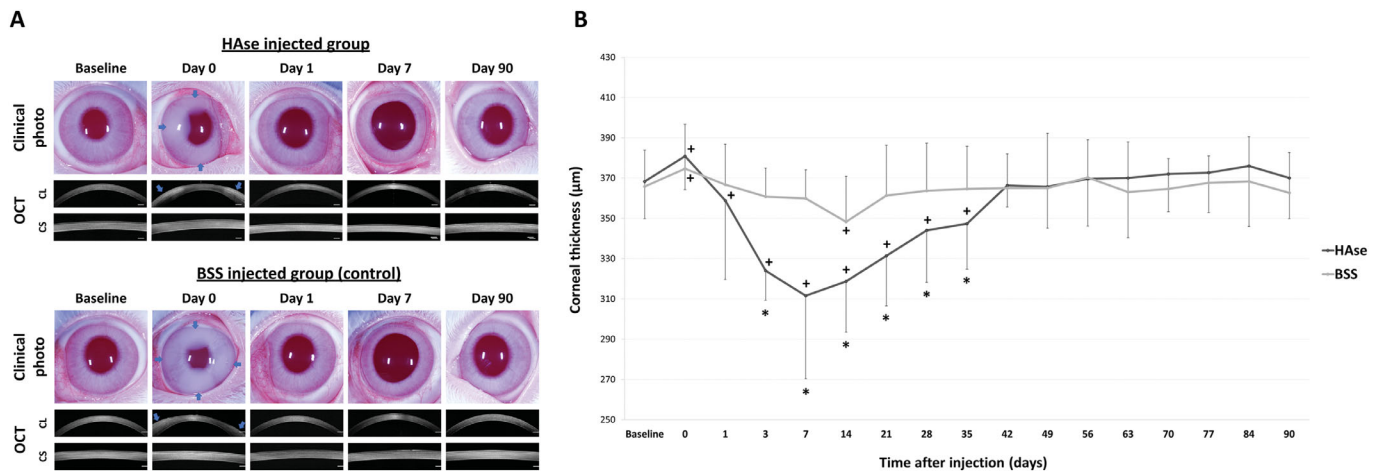 A
HAse injected group
Baseline Day 0 Day 1 Day 7 Day 90
Clinical photo
OCT
CL
CS
BSS injected group (control)
Baseline Day 0 Day 1 Day 7 Day 90
Clinical photo
OCT
CL
CS
B
Corneal thickness (μm)
430
410
390
370
350
330
310
290
270
250
+
+
+
+
+
+
+
+
+
+
*
*
*
*
*
*
Baseline 0 1 3 7 14 21 28 35 42 49 56 63 70 77 84 90
Time after injection (days)
HAse
BSS